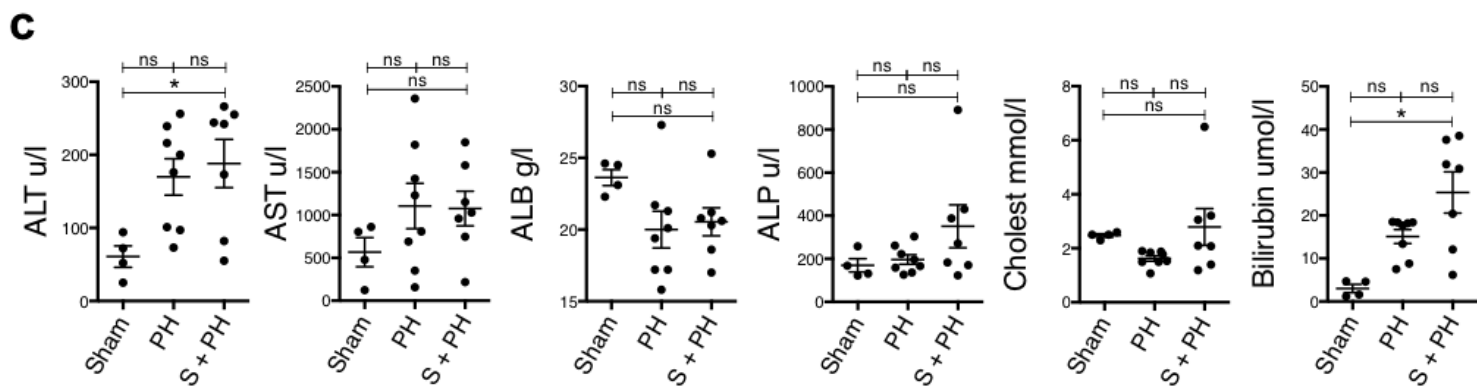 c
ns ns
*
ALT u/l
300
200
100
0
Sham
PH
S + PH
ns ns
ns
AST u/l
2500
2000
1500
1000
500
0
Sham
PH
S + PH
ns ns
ns
ALB g/l
30
25
20
15
Sham
PH
S + PH
ns ns
ns
ALP u/l
1000
800
600
400
200
0
Sham
PH
S + PH
ns ns
ns
Cholest mmol/l
8
6
4
2
0
Sham
PH
S + PH
ns ns
*
Bilirubin umol/l
50
40
30
20
10
0
Sham
PH
S + PH